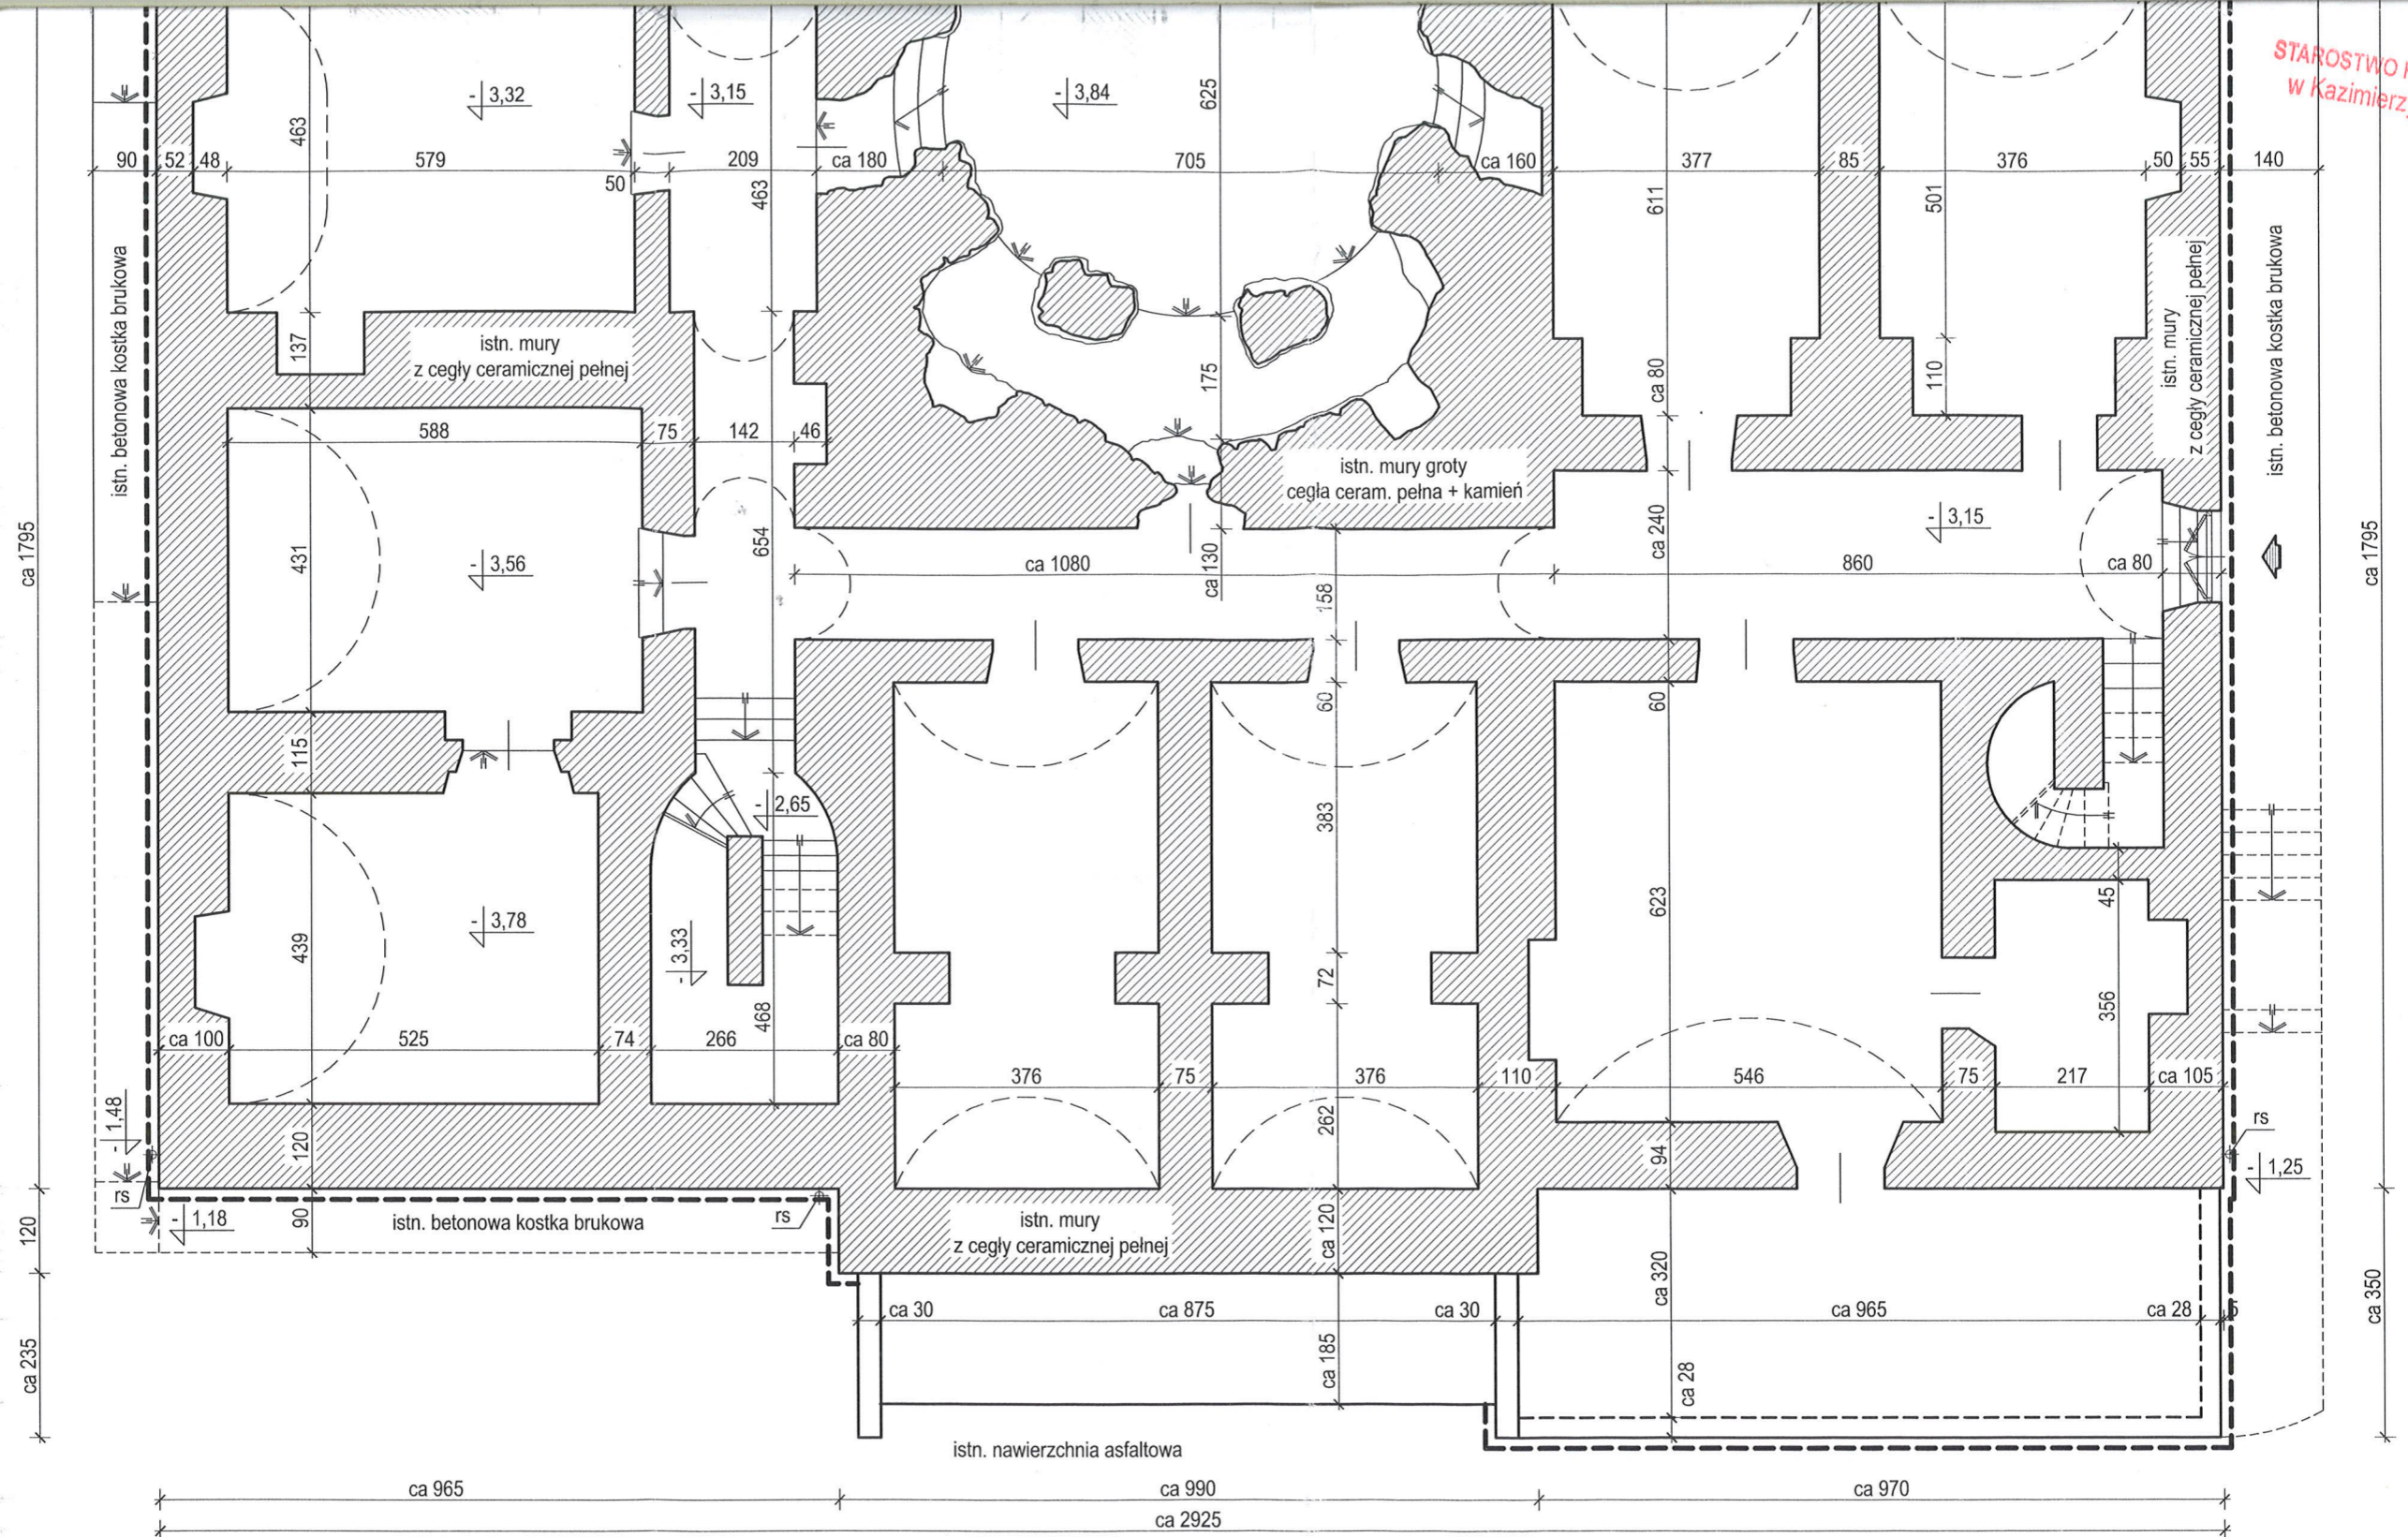 STAROSTWO
w Kazimierz
- 3,32
- 3,15
- 3,84
463
463
625
611
501
90
52
48
579
50
209
ca 180
705
ca 160
377
85
376
50
55
140
istn. betonowa kostka brukowa
istn. mury
z cegły ceramicznej pełnej
istn. betonowa kostka brukowa
137
istn. mury
z cegły ceramicznej pełnej
175
ca 80
110
588
75
142
46
istn. mury groty
cegła ceram. pełna + kamień
- 3,15
ca 1795
431
- 3,56
654
ca 1080
ca 130
158
ca 240
860
ca 80
ca 1795
115
60
60
- 2,65
383
623
45
439
- 3,78
- 3,33
468
72
356
ca 100
525
74
266
ca 80
376
75
376
110
546
75
217
ca 105
- 1,48
120
262
94
rs
- 1,25
rs
- 1,18
90
istn. betonowa kostka brukowa
rs
istn. mury
z cegły ceramicznej pełnej
ca 120
120
ca 320
ca 350
ca 30
ca 875
ca 30
ca 965
ca 28
5
ca 235
ca 185
ca 28
istn. nawierzchnia asfaltowa
ca 965
ca 990
ca 970
ca 2925